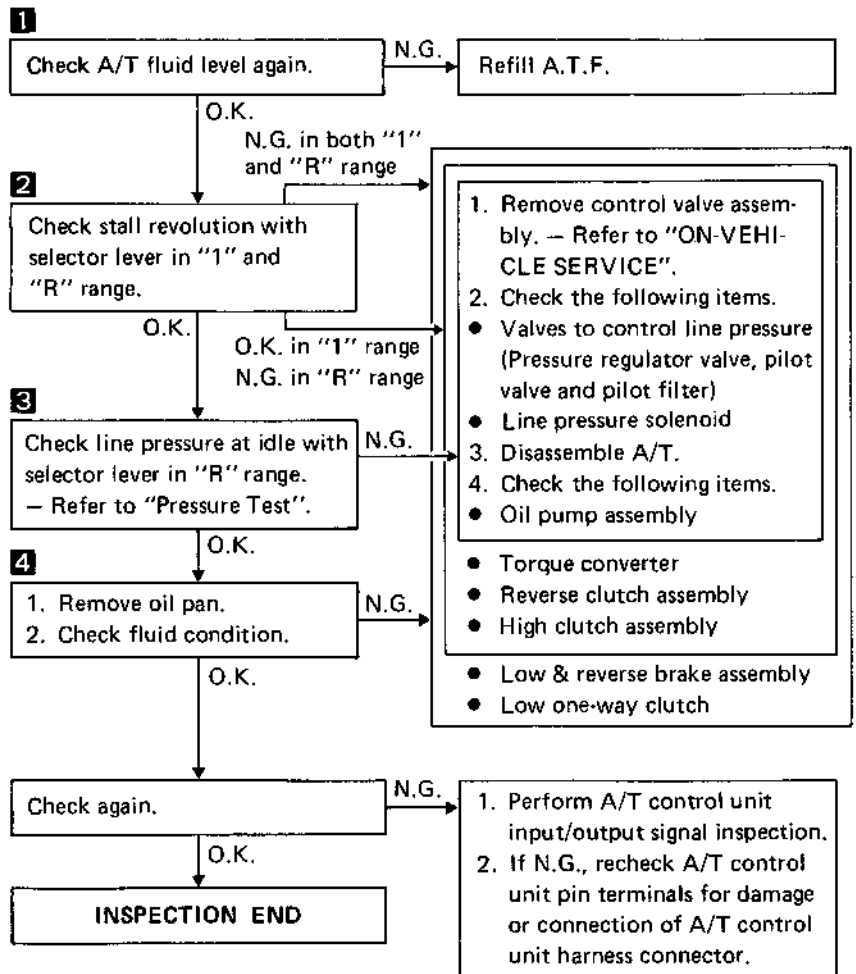 1
Check A/T fluid level again.
N.G.
Refill A.T.F.
O.K.
N.G. in both "1"
and "R" range
2
Check stall revolution with
selector lever in "1" and
"R" range.
O.K.
O.K. in "1" range
N.G. in "R" range
3
Check line pressure at idle with
selector lever in "R" range.
— Refer to "Pressure Test".
N.G.
O.K.
4
1. Remove oil pan.
2. Check fluid condition.
N.G.
O.K.
1. Remove control valve assem-
bly. — Refer to "ON-VEHI-
CLE SERVICE".
2. Check the following items.
● Valves to control line pressure
(Pressure regulator valve, pilot
valve and pilot filter)
● Line pressure solenoid
3. Disassemble A/T.
4. Check the following items.
● Oil pump assembly
● Torque converter
● Reverse clutch assembly
● High clutch assembly
● Low & reverse brake assembly
● Low one-way clutch
Check again.
N.G.
O.K.
1. Perform A/T control unit
input/output signal inspection.
2. If N.G., recheck A/T control
unit pin terminals for damage
or connection of A/T control
unit harness connector.
INSPECTION END